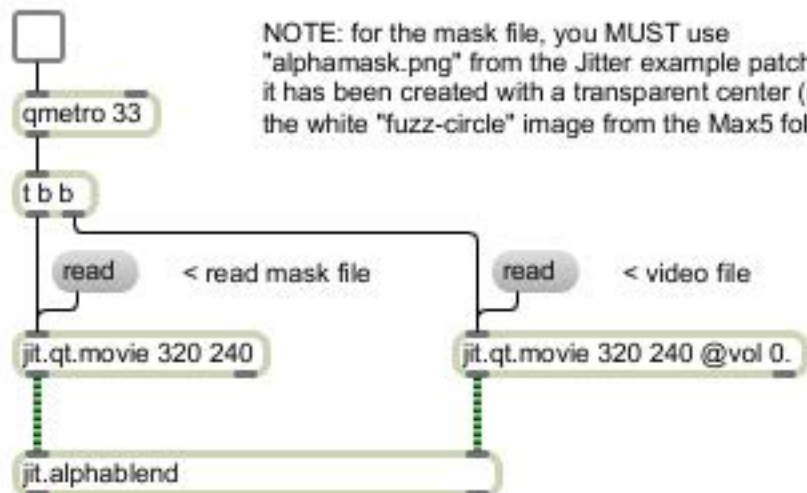 NOTE: for the mask file, you MUST use
"alphamask.png" from the Jitter example patch
it has been created with a transparent center (
the white "fuzz-circle" image from the Max5 fol
qmetro 33
t b b
read
< read mask file
read
< video file
jit.qt.movie 320 240
jit.qt.movie 320 240 @vol 0.
jit.alphablend